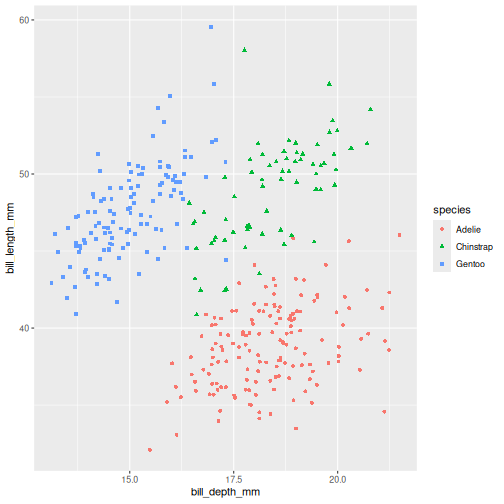 60
50
40
bill_length_mm
15.0 17.5 20.0
bill_depth_mm
species
Adelie
Chinstrap
Gentoo